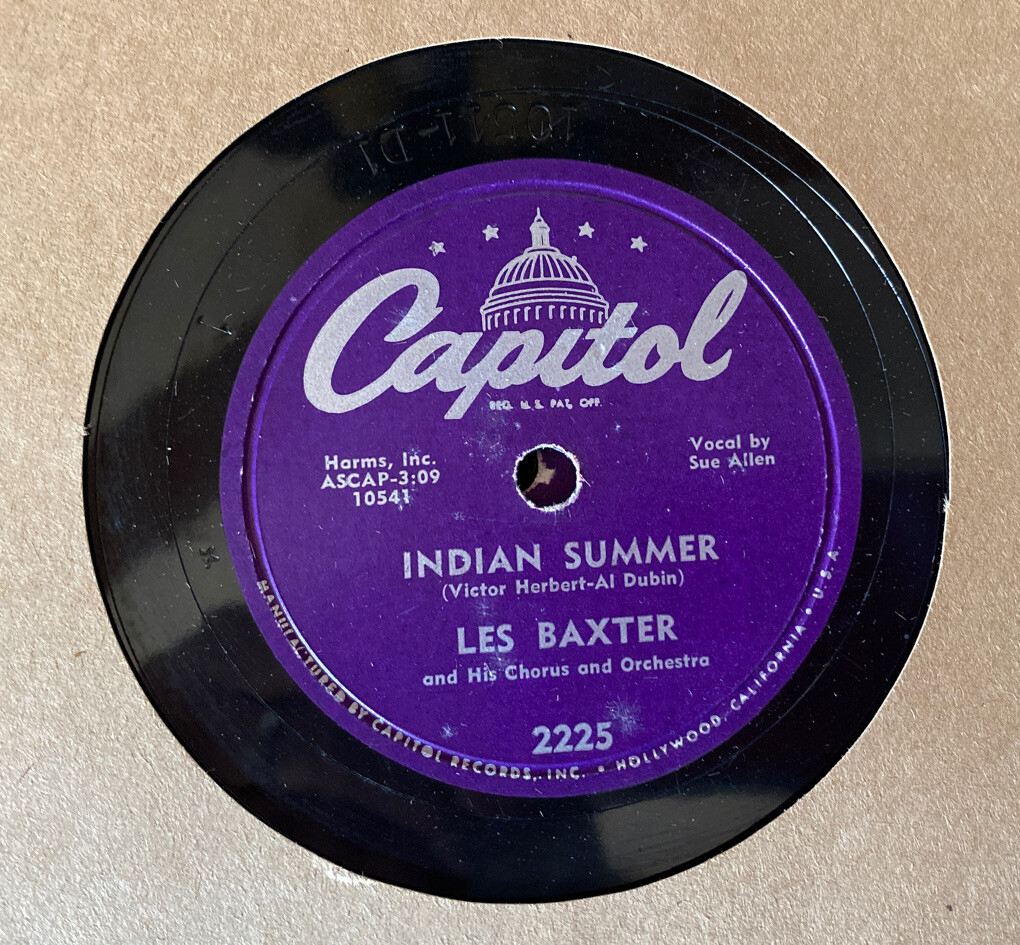 10541-D1
Capitol
REG. U.S. PAT. OFF.
Harms, Inc.
ASCAP-3:09
10541
Vocal by
Sue Allen
INDIAN SUMMER
(Victor Herbert-Al Dubin)
LES BAXTER
and His Chorus and Orchestra
2225
MANUFACTURED BY CAPITOL RECORDS, INC. • HOLLYWOOD, CALIFORNIA • U.S.A.